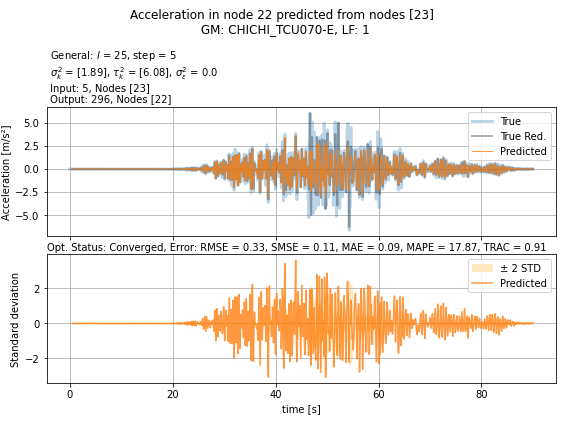 Acceleration in node 22 predicted from nodes [23]
GM: CHICHI_TCU070-E, LF: 1
General: l = 25, step = 5
σ²ₖ = [1.89], τ²ₖ = [6.08], σ²ₑ = 0.0
Input: 5, Nodes [23]
Output: 296, Nodes [22]
Acceleration [m/s²]
5.0
2.5
0.0
−2.5
−5.0
True
True Red.
Predicted
Opt. Status: Converged, Error: RMSE = 0.33, SMSE = 0.11, MAE = 0.09, MAPE = 17.87, TRAC = 0.91
Standard deviation
2
0
−2
± 2 STD
Predicted
0
20
40
60
80
time [s]